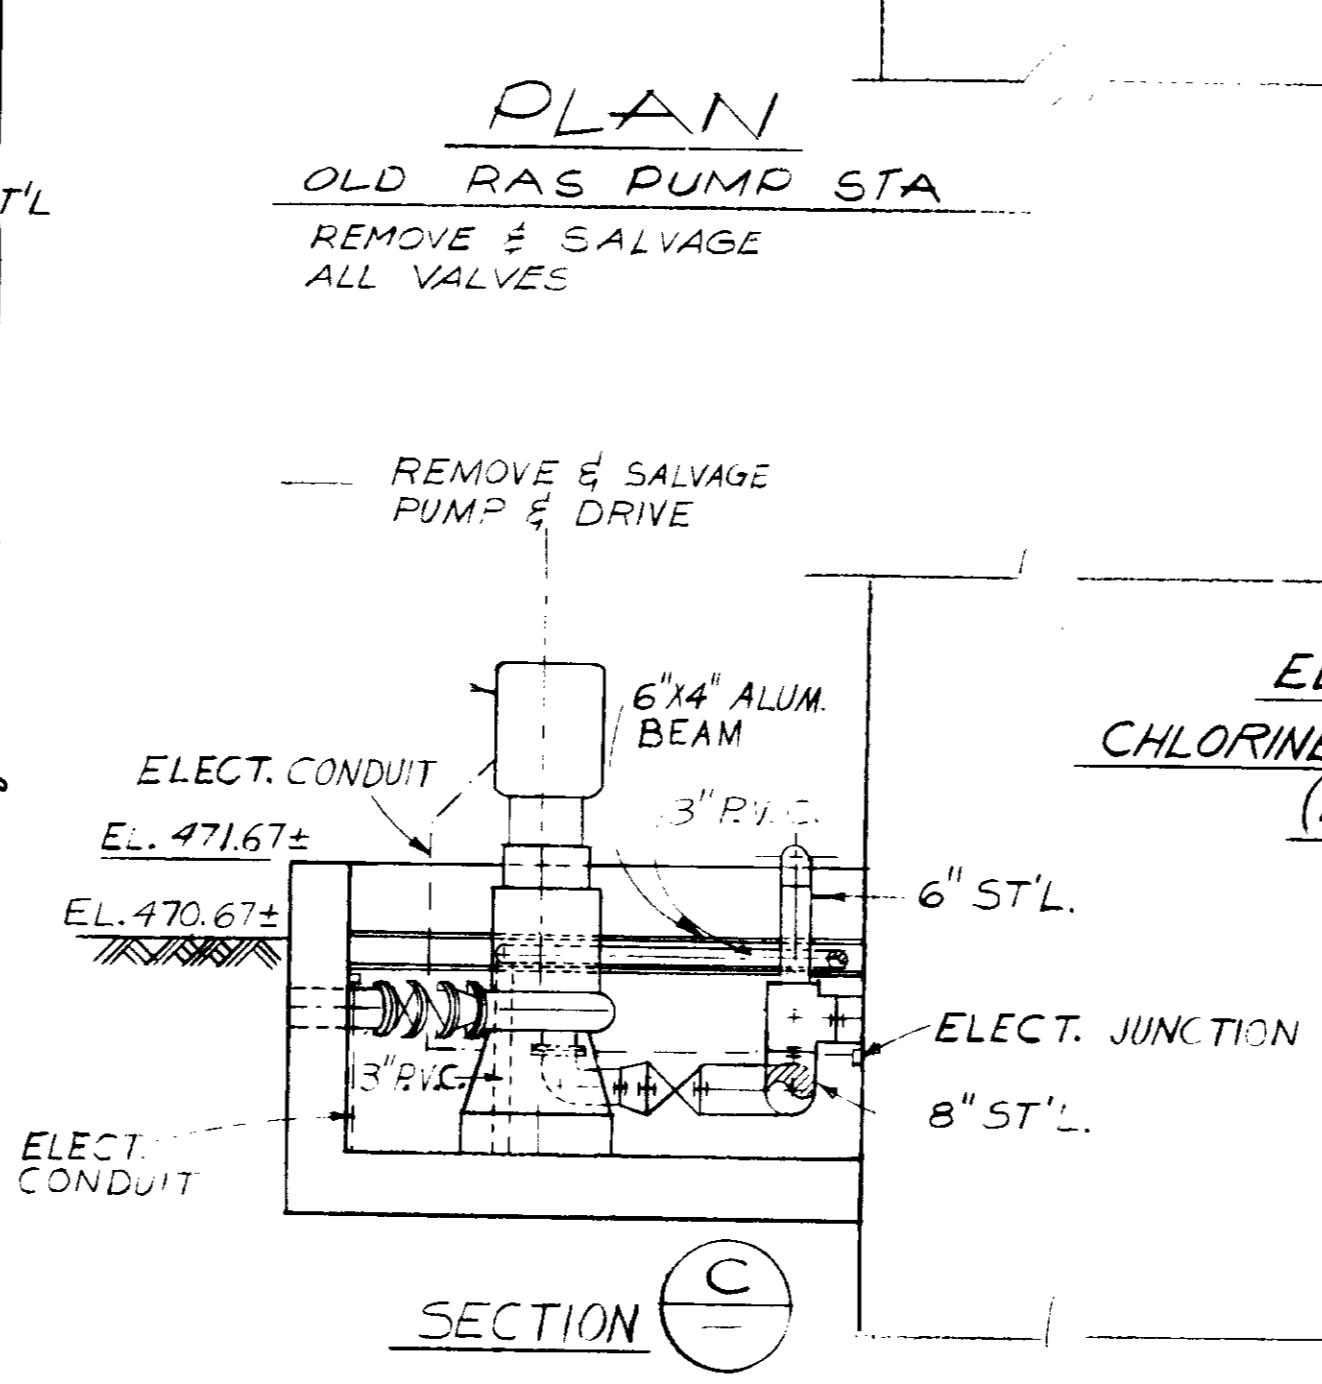 PLAN
T'L
OLD RAS PUMP STA
REMOVE & SALVAGE
ALL VALVES
REMOVE & SALVAGE
PUMP & DRIVE
6"X4" ALUM.
BEAM
CHLORINE
ELECT. CONDUIT
3" P.V.C.
EL. 471.67±
EL. 470.67±
6" ST'L.
ELECT. JUNCTION
3" P.V.C.
8" ST'L.
ELECT.
CONDUIT
SECTION C